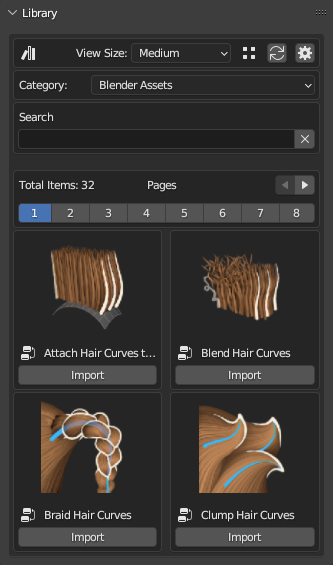 Library
View Size: Medium
Category: Blender Assets
Search
Total Items: 32 Pages
1 2 3 4 5 6 7 8
Attach Hair Curves t... Blend Hair Curves
Import Import
Braid Hair Curves Clump Hair Curves
Import Import